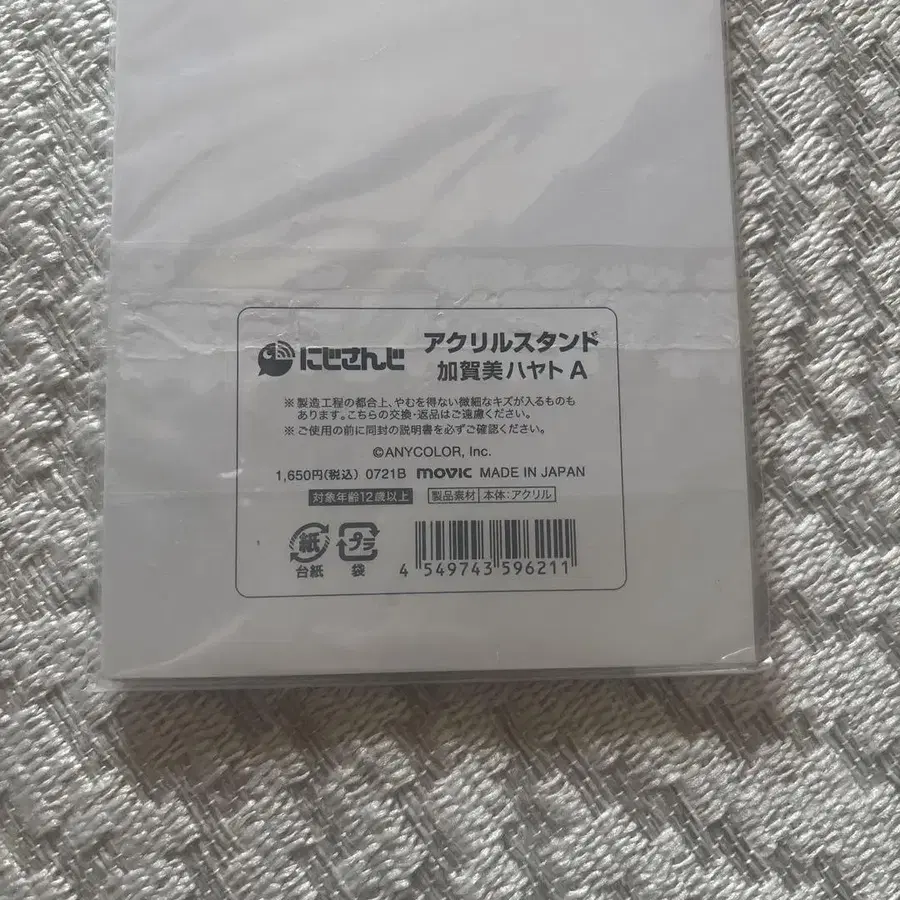 にじさんじ
アクリルスタンド
加賀美ハヤト A
※製造工程の都合上、やむを得ない微細なキズが入るものも
あります。こちらの交換・返品はご遠慮ください。
※ご使用の前に同封の説明書を必ずご確認ください。
©ANYCOLOR, Inc.
1,650円(税込) 0721B movic MADE IN JAPAN
対象年齢12歳以上 製品素材 本体:アクリル
紙 プラ
台紙 袋
4 549743 596211